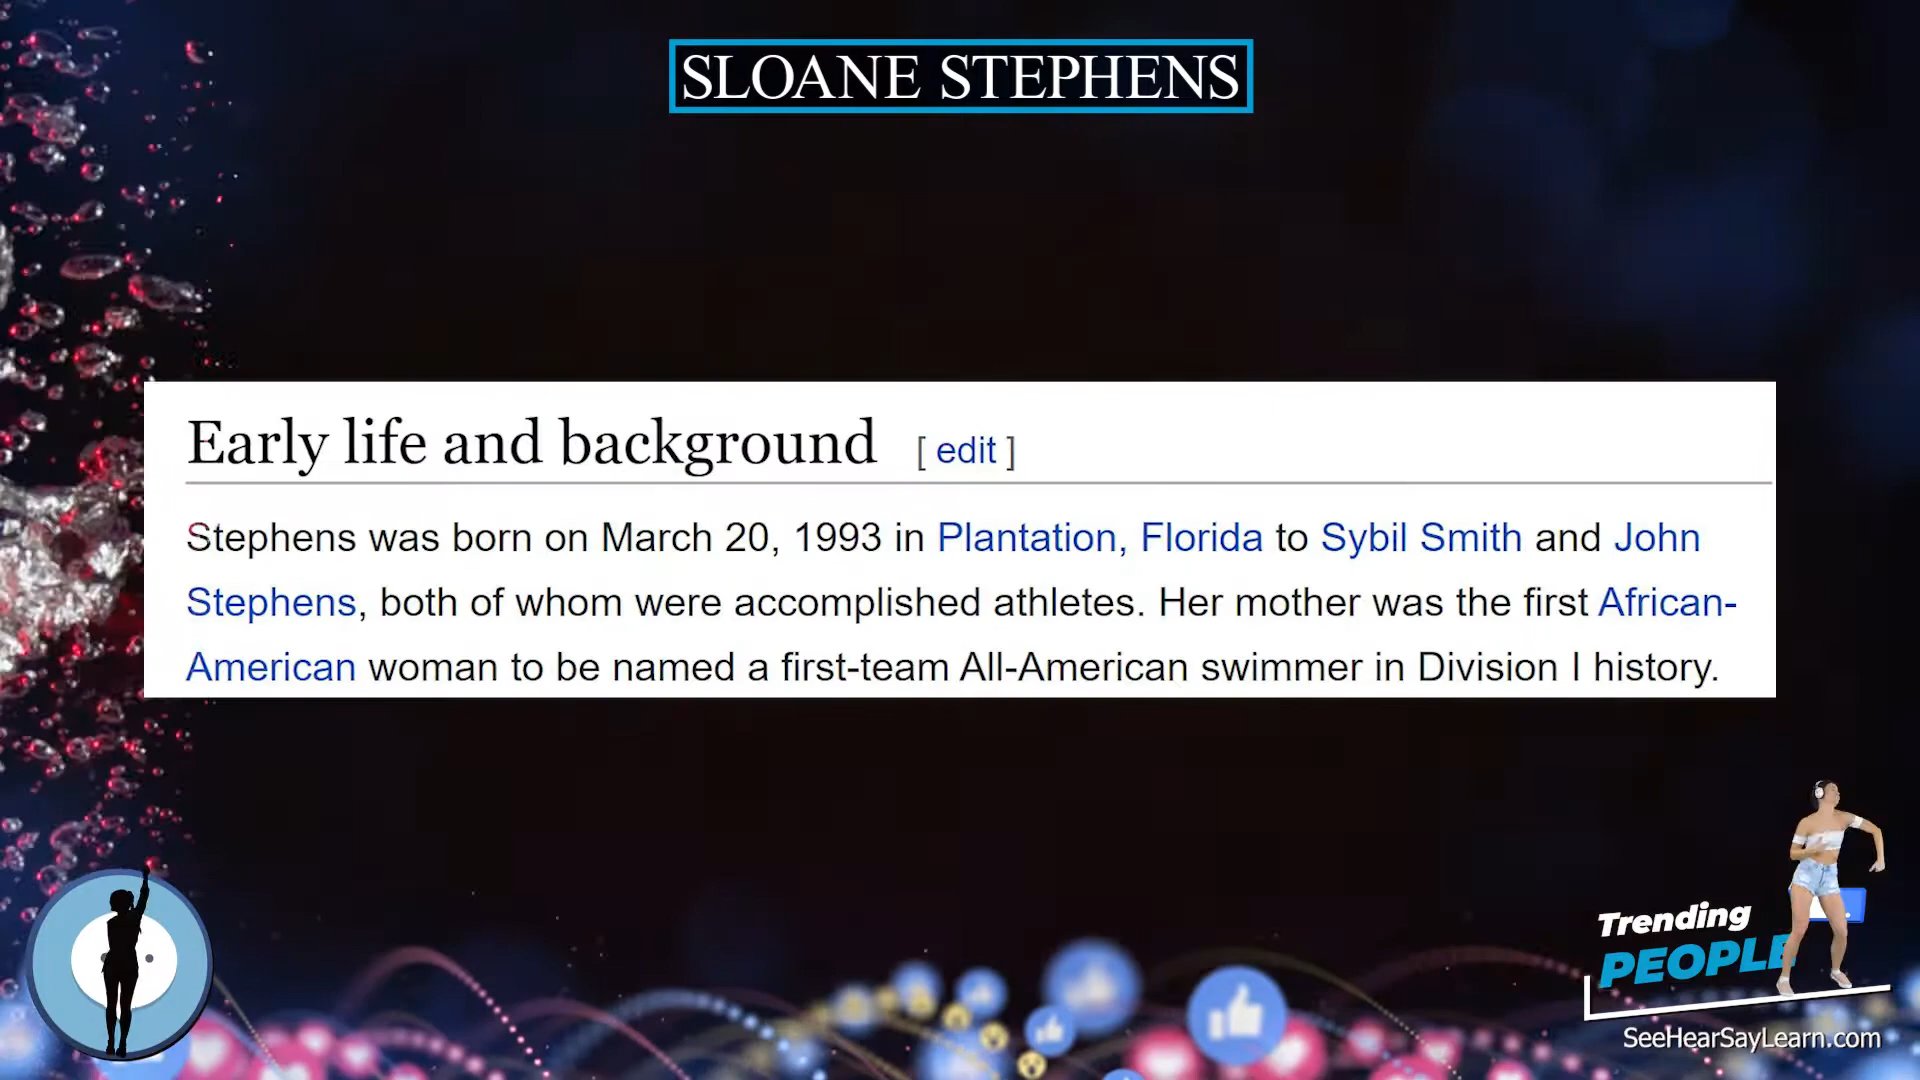 SLOANE STEPHENS
Early life and background [ edit ]
Stephens was born on March 20, 1993 in Plantation, Florida to Sybil Smith and John
Stephens, both of whom were accomplished athletes. Her mother was the first African-
American woman to be named a first-team All-American swimmer in Division I history.
Trending
PEOPLE
SeeHearSayLearn.com